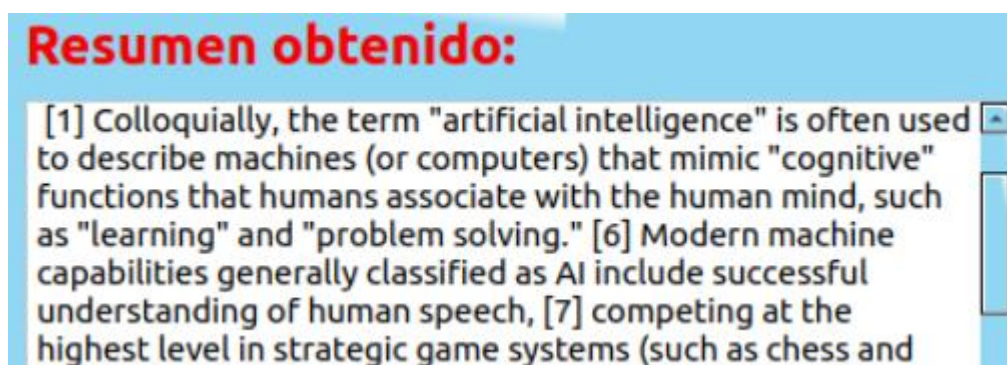 Resumen obtenido:
[1] Colloquially, the term "artificial intelligence" is often used
to describe machines (or computers) that mimic "cognitive"
functions that humans associate with the human mind, such
as "learning" and "problem solving." [6] Modern machine
capabilities generally classified as AI include successful
understanding of human speech, [7] competing at the
highest level in strategic game systems (such as chess and